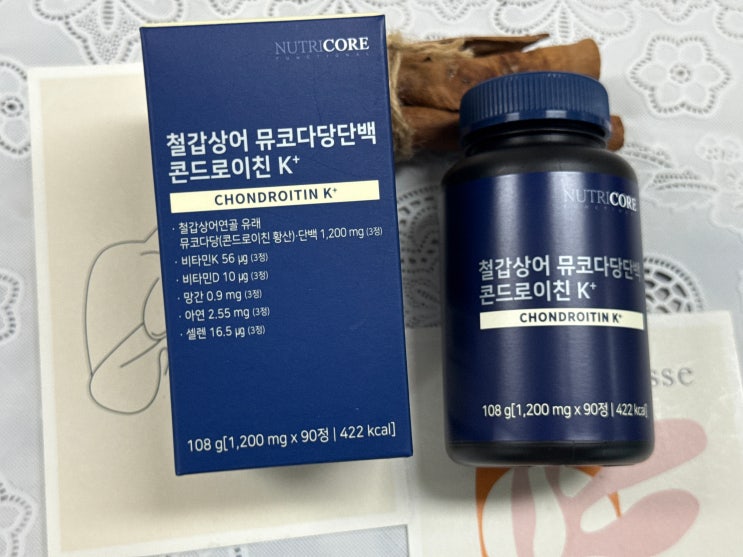 NUTRICORE
FUNCTIONAL
철갑상어 뮤코다당단백
콘드로이친 K⁺
CHONDROITIN K⁺
· 철갑상어연골 유래
뮤코다당(콘드로이친 황산)·단백 1,200 mg (3정)
· 비타민K 56 μg (3정)
· 비타민D 10 μg (3정)
· 망간 0.9 mg (3정)
· 아연 2.55 mg (3정)
· 셀렌 16.5 μg (3정)
108 g[1,200 mg x 90정 | 422 kcal]
NUTRICORE
철갑상어 뮤코다당단백
콘드로이친 K⁺
CHONDROITIN K⁺
108 g[1,200 mg x 90정 | 422 kcal]
sse